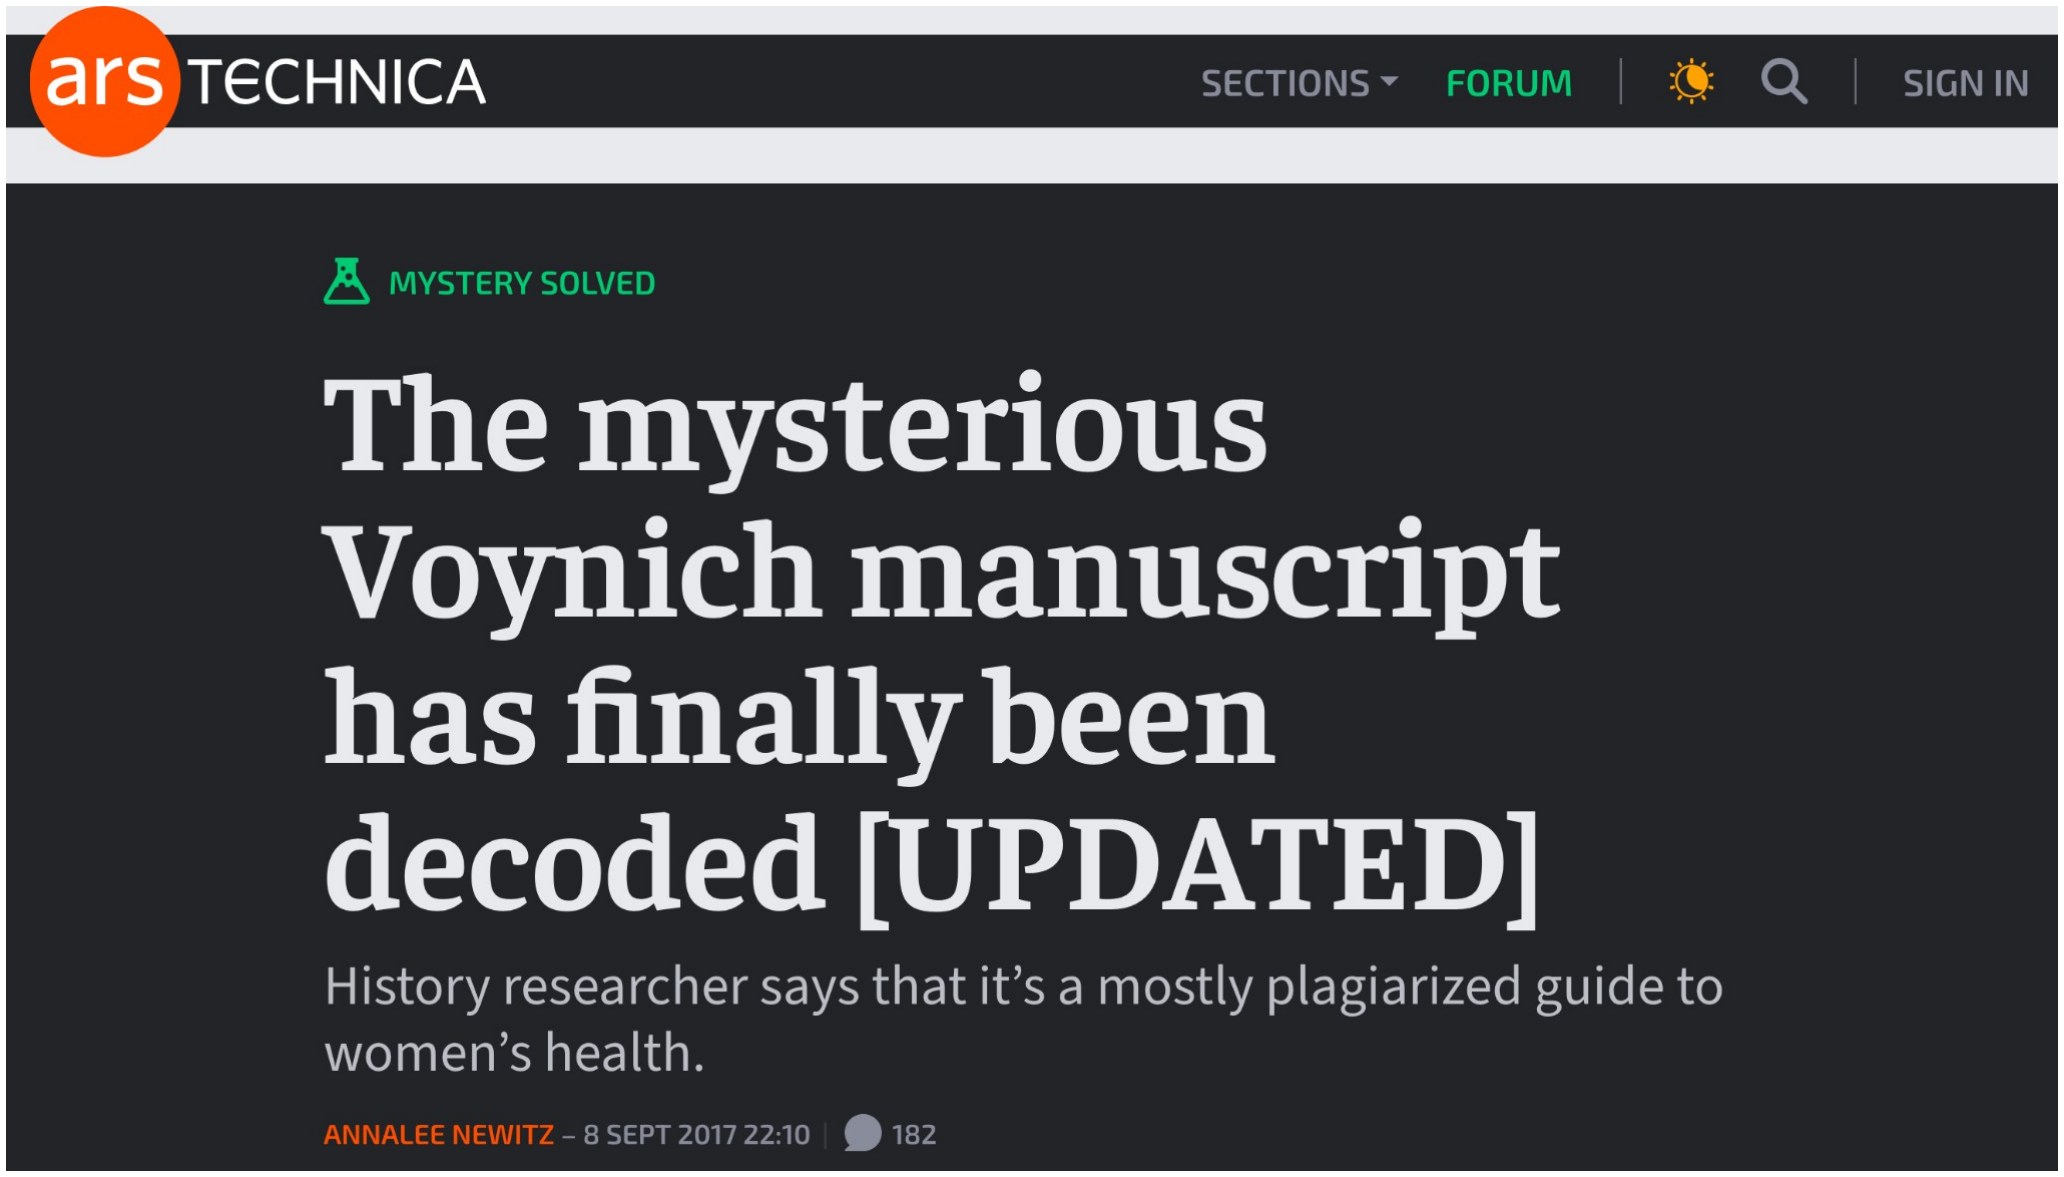 ars TECHNICA
SECTIONS FORUM SIGN IN
MYSTERY SOLVED
The mysterious
Voynich manuscript
has finally been
decoded [UPDATED]
History researcher says that it’s a mostly plagiarized guide to
women’s health.
ANNALEE NEWITZ – 8 SEPT 2017 22:10 | 182